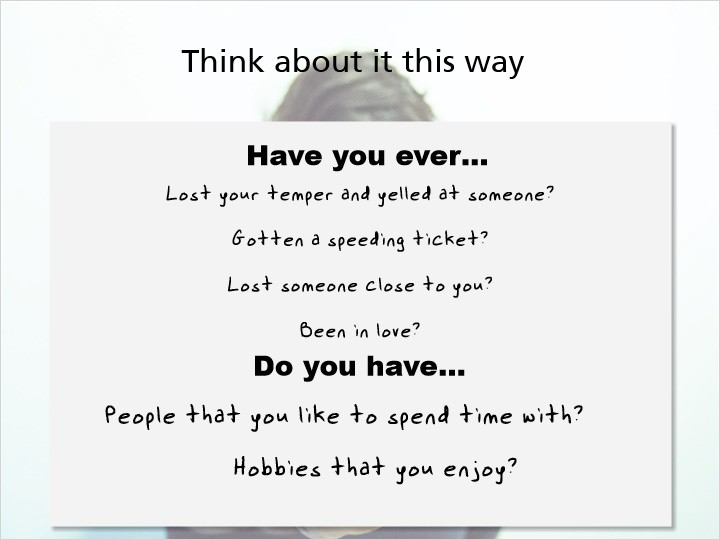 Think about it this way
Have you ever...
Lost your temper and yelled at someone?
Gotten a speeding ticket?
Lost someone close to you?
Been in love?
Do you have...
People that you like to spend time with?
Hobbies that you enjoy?